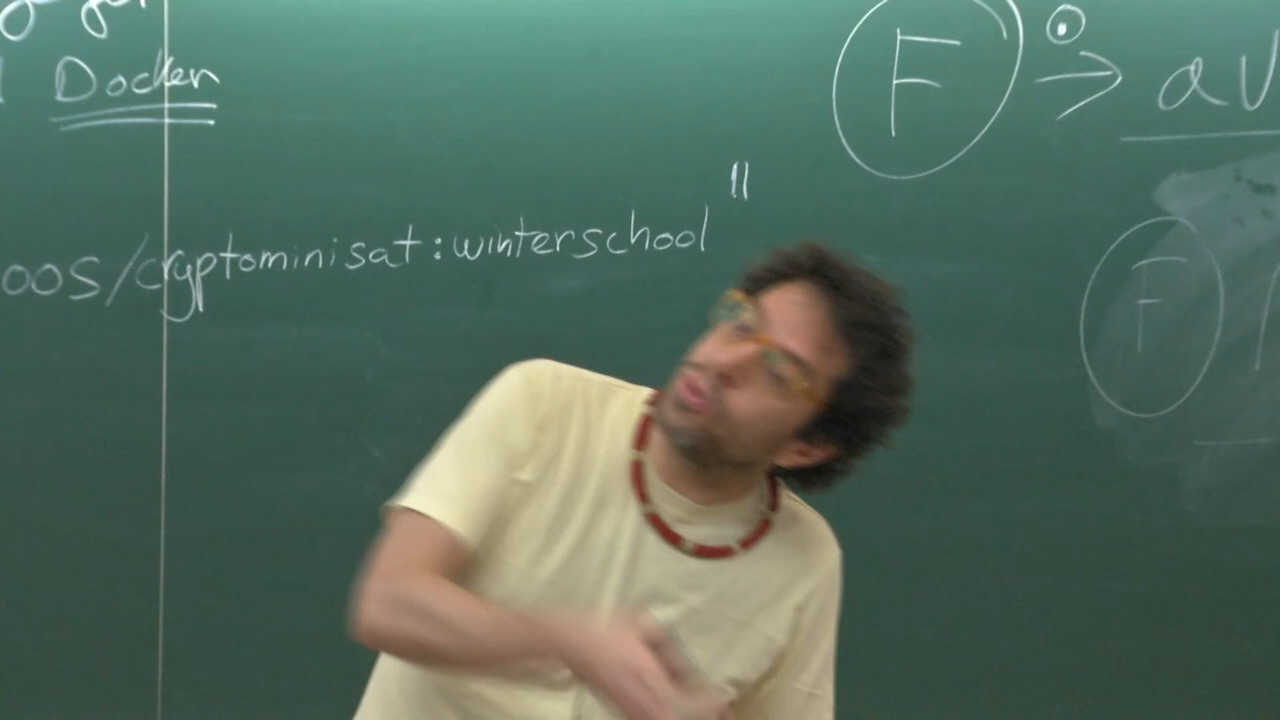 Docker
F ⊙→ a V
oos/cryptominisat:winterschool"
F